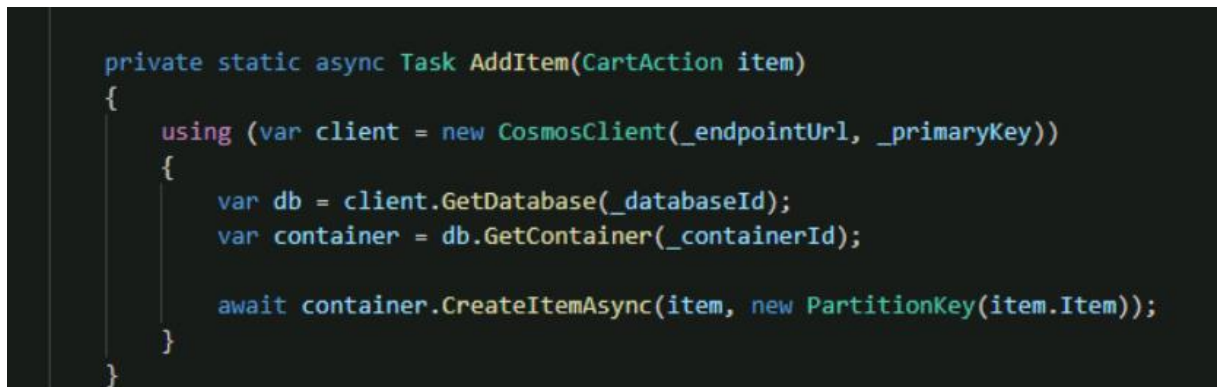 private static async Task AddItem(CartAction item)
{
using (var client = new CosmosClient(_endpointUrl, _primaryKey))
{
var db = client.GetDatabase(_databaseId);
var container = db.GetContainer(_containerId);
await container.CreateItemAsync(item, new PartitionKey(item.Item));
}
}